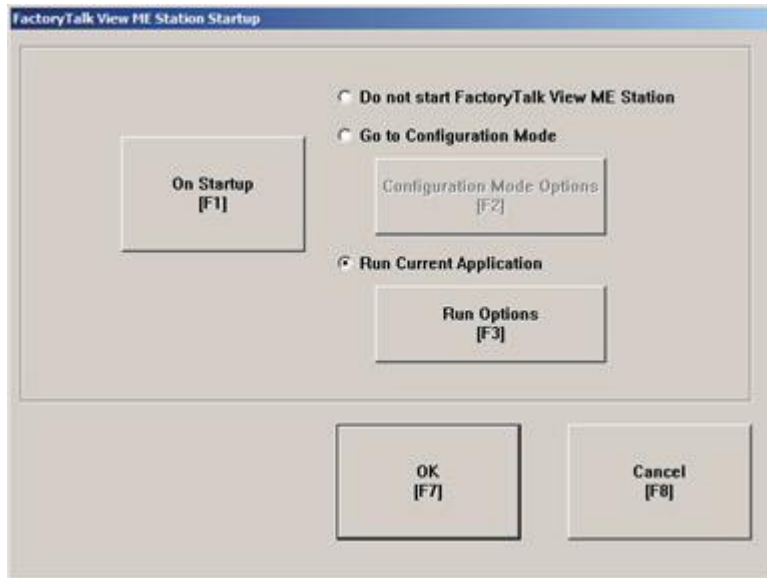 FactoryTalk View ME Station Startup
Do not start FactoryTalk View ME Station
Go to Configuration Mode
On Startup
[F1]
Configuration Mode Options
[F2]
Run Current Application
Run Options
[F3]
OK
[F7]
Cancel
[F8]